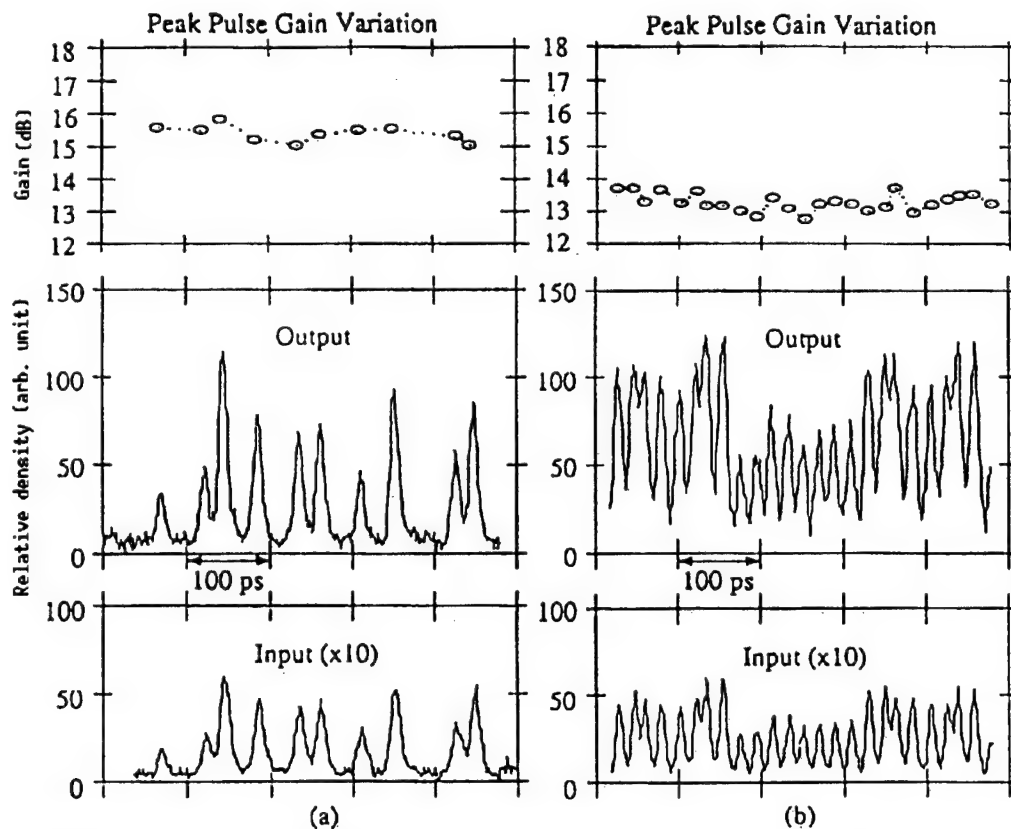 Peak Pulse Gain Variation
18
17
16
15
14
13
12
Gain (dB)
Peak Pulse Gain Variation
18
17
16
15
14
13
12
Relative density (arb. unit)
150
100
50
0
Output
100 ps
150
100
50
0
Output
100 ps
100
50
0
Input (x10)
(a)
100
50
0
Input (x10)
(b)